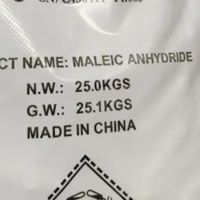 CT NAME: MALEIC ANHYDRIDE
N.W.: 25.0KGS
G.W.: 25.1KGS
MADE IN CHINA